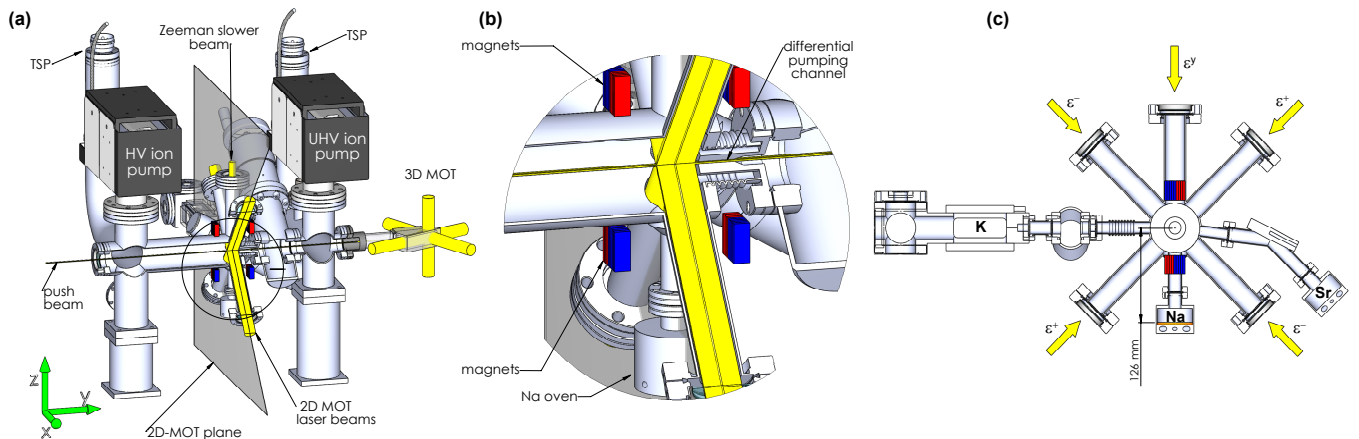 (a)
TSP
Zeeman slower
beam
TSP
HV ion
pump
UHV ion
pump
3D MOT
push
beam
Z
Y
X
2D-MOT plane
2D MOT
laser beams
(b)
magnets
differential
pumping
channel
magnets
Na oven
(c)
ε^y
ε⁻
ε⁺
K
Sr
Na
ε⁺
ε⁻
126 mm